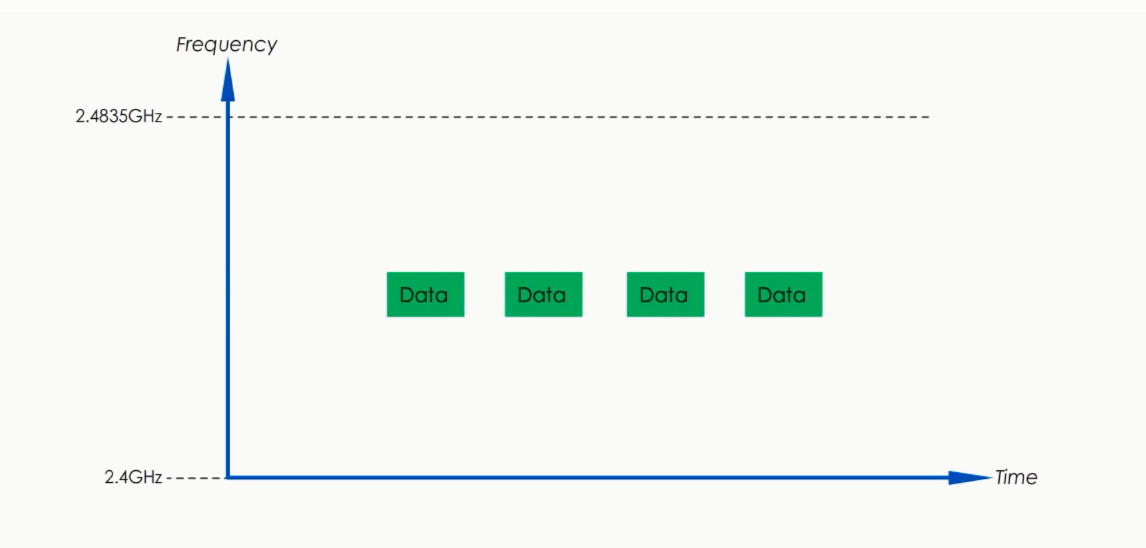 Frequency
2.4835GHz
Data Data Data Data
2.4GHz
Time